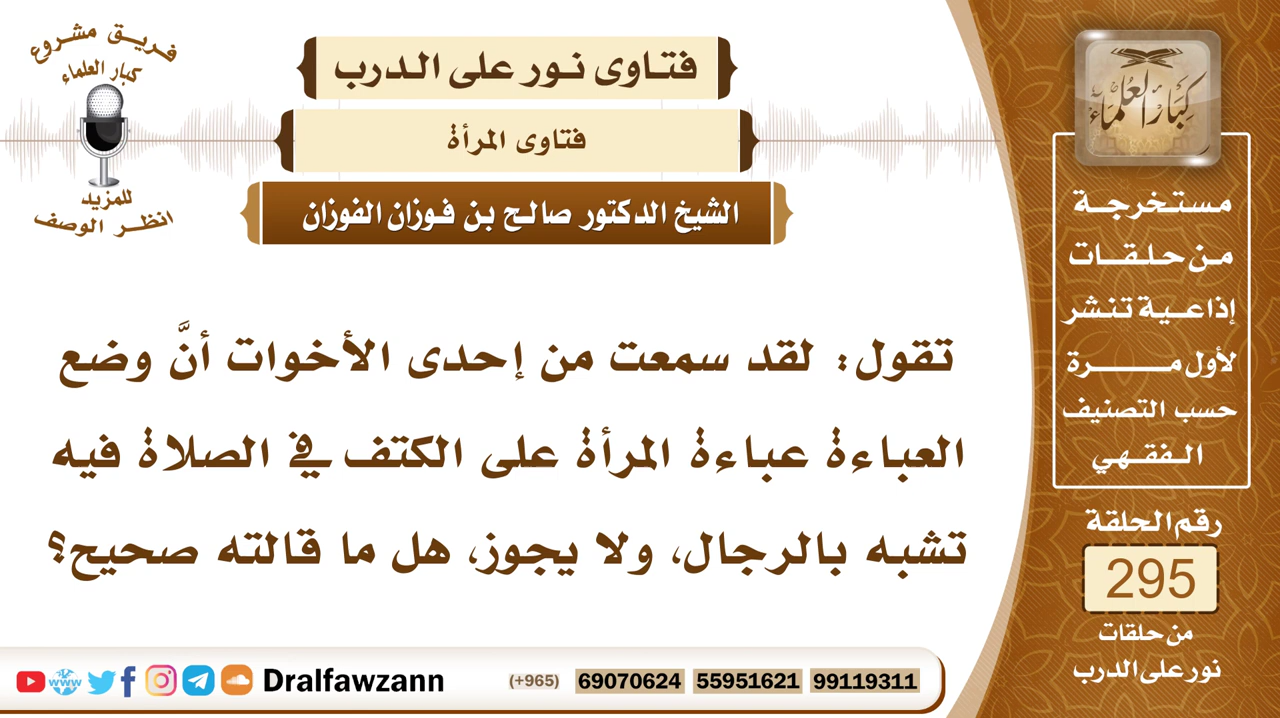 فريق مشروع
كبار العلماء
للمزيد
انظر الوصف
فتاوى نور على الدرب
فتاوى المرأة
الشيخ الدكتور صالح بن فوزان الفوزان
كبار العلماء
مستخرجة
من حلقات
إذاعية تنشر
لأول مرة
حسب التصنيف
الفقهي
رقم الحلقة
295
من حلقات
نور على الدرب
تقول: لقد سمعت من إحدى الأخوات أنَّ وضع
العباءة عباءة المرأة على الكتف في الصلاة فيه
تشبه بالرجال، ولا يجوز، هل ما قالته صحيح؟
www
Dralfawzann (+965) 69070624 55951621 99119311